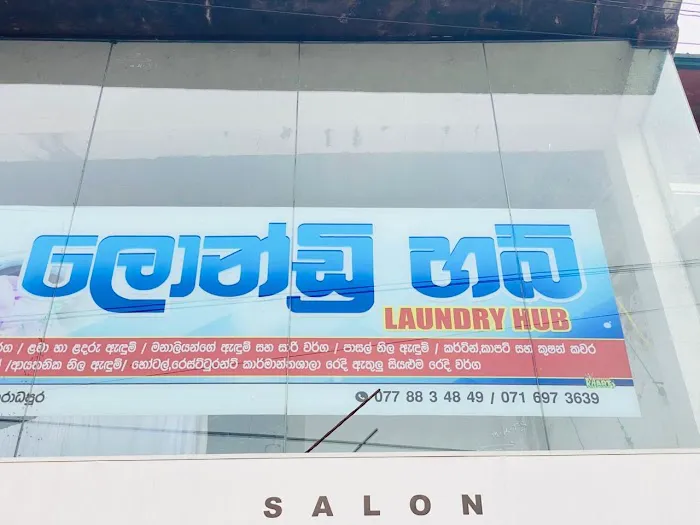 ලොන්ඩ්‍රි හබ්
LAUNDRY HUB
ළමා හා ළදරු ඇඳුම් / මනාලියන්ගේ ඇඳුම් සහ සාරි වර්ග / පාසල් නිල ඇඳුම් / කර්ටන්,කාපට් සහ කුෂන් කවර
/ආයතනික නිල ඇඳුම්/ හෝටල්,රෙස්ටූරන්ට් කාර්මාන්තශාලා රෙදි ඇතුලු සියළුම රෙදි වර්ග
077 88 3 48 49 / 071 697 3639
SALON